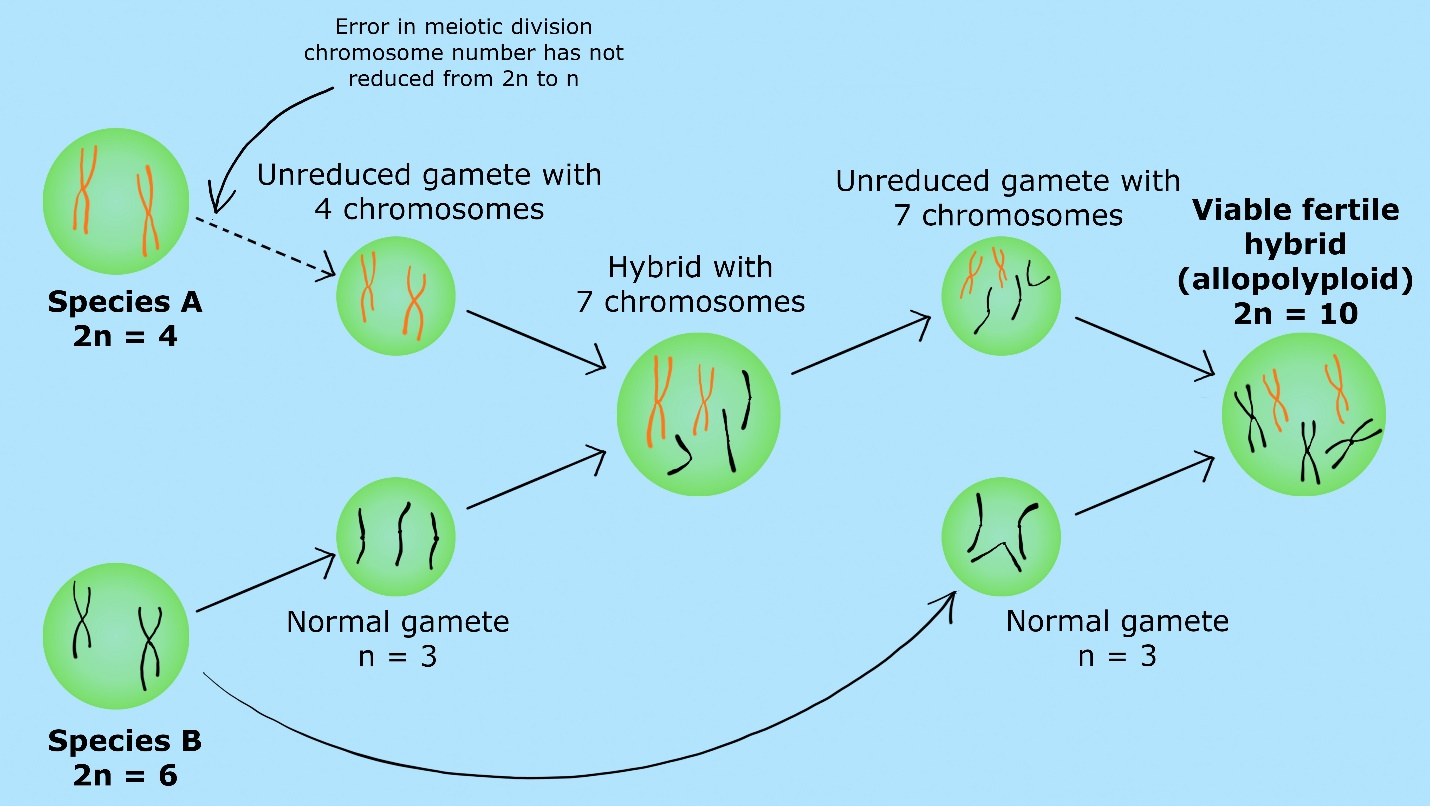 Error in meiotic division
chromosome number has not
reduced from 2n to n
Unreduced gamete with
4 chromosomes
Species A
2n = 4
Hybrid with
7 chromosomes
Unreduced gamete with
7 chromosomes
Viable fertile
hybrid
(allopolyploid)
2n = 10
Normal gamete
n = 3
Species B
2n = 6
Normal gamete
n = 3